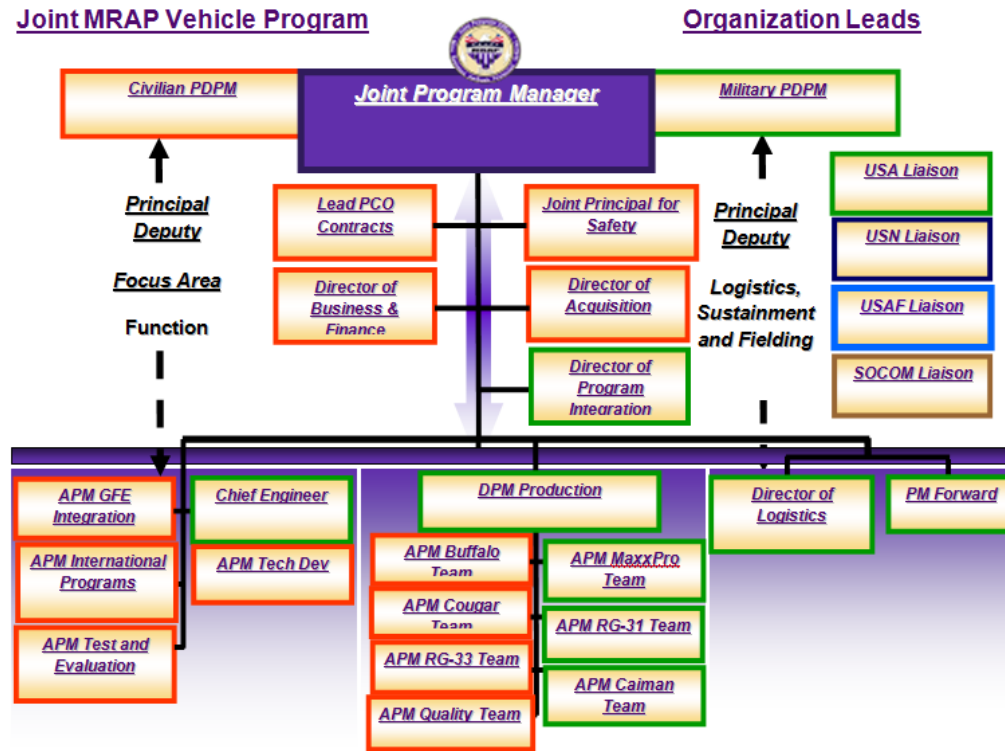 Joint MRAP Vehicle Program
Organization Leads
Civilian PDPM
Joint Program Manager
Military PDPM
Principal
Deputy
Focus Area
Function
Lead PCO
Contracts
Joint Principal for
Safety
Director of
Business &
Finance
Director of
Acquisition
Director of
Program
Integration
Principal
Deputy
Logistics,
Sustainment
and Fielding
USA Liaison
USN Liaison
USAF Liaison
SOCOM Liaison
APM GFE
Integration
Chief Engineer
APM International
Programs
APM Tech Dev
APM Test and
Evaluation
DPM Production
APM Buffalo
Team
APM MaxxPro
Team
APM Cougar
Team
APM RG-31 Team
APM RG-33 Team
APM Caiman
Team
APM Quality Team
Director of
Logistics
PM Forward